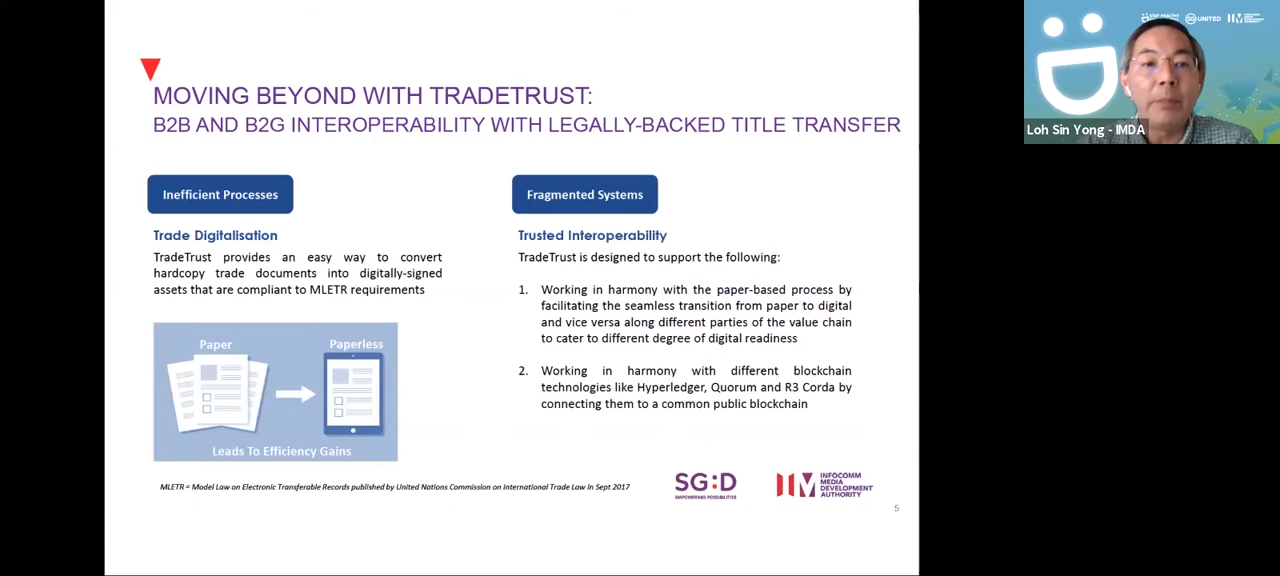 MOVING BEYOND WITH TRADETRUST:
B2B AND B2G INTEROPERABILITY WITH LEGALLY-BACKED TITLE TRANSFER
Inefficient Processes
Trade Digitalisation
TradeTrust provides an easy way to convert
hardcopy trade documents into digitally-signed
assets that are compliant to MLETR requirements
Paper
Paperless
Leads To Efficiency Gains
Fragmented Systems
Trusted Interoperability
TradeTrust is designed to support the following:
1. Working in harmony with the paper-based process by
facilitating the seamless transition from paper to digital
and vice versa along different parties of the value chain
to cater to different degree of digital readiness
2. Working in harmony with different blockchain
technologies like Hyperledger, Quorum and R3 Corda by
connecting them to a common public blockchain
MLETR = Model Law on Electronic Transferable Records published by United Nations Commission on International Trade Law in Sept 2017
SG:D
EMPOWERING POSSIBILITIES
INFOCOMM
MEDIA
DEVELOPMENT
AUTHORITY
5
SG UNITED
Loh Sin Yong - IMDA